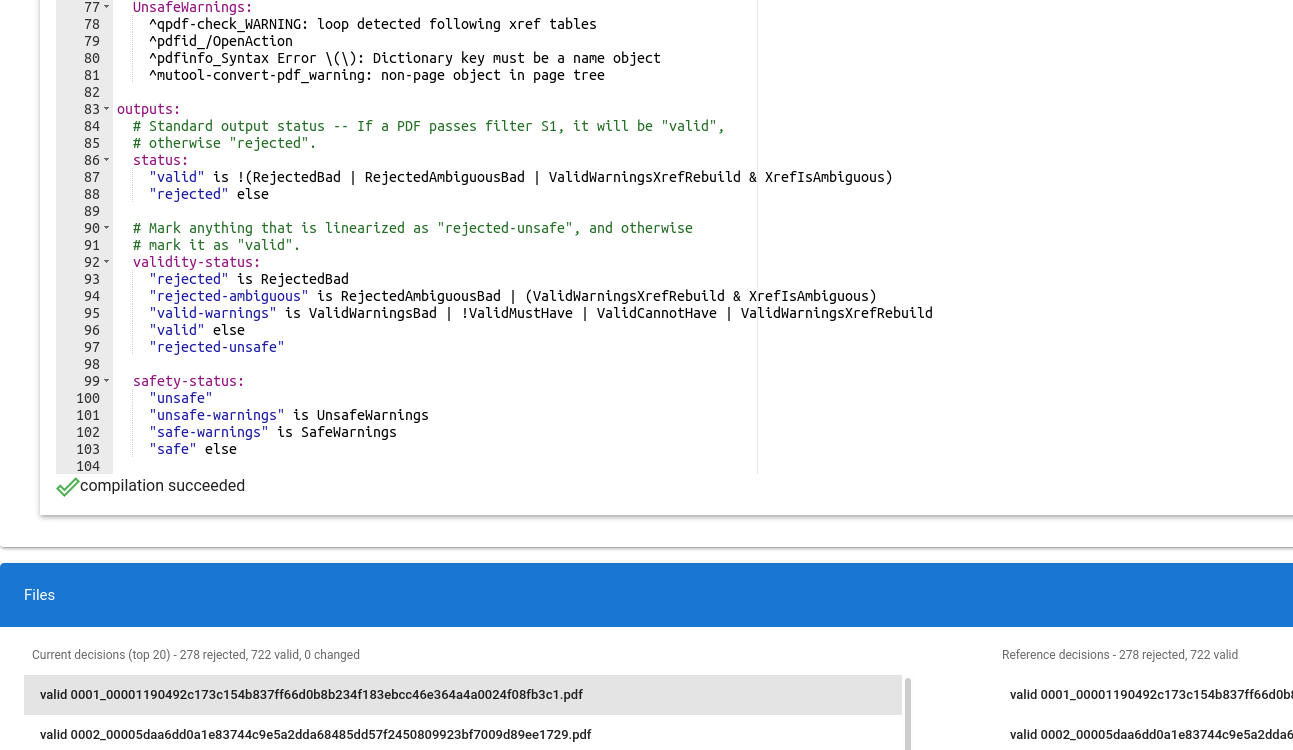 77 UnsafeWarnings:
78 ^qpdf-check_WARNING: loop detected following xref tables
79 ^pdfid_/OpenAction
80 ^pdfinfo_Syntax Error \(\): Dictionary key must be a name object
81 ^mutool-convert-pdf_warning: non-page object in page tree
82
83 outputs:
84 # Standard output status -- If a PDF passes filter S1, it will be "valid",
85 # otherwise "rejected".
86 status:
87 "valid" is !(RejectedBad | RejectedAmbiguousBad | ValidWarningsXrefRebuild & XrefIsAmbiguous)
88 "rejected" else
89
90 # Mark anything that is linearized as "rejected-unsafe", and otherwise
91 # mark it as "valid".
92 validity-status:
93 "rejected" is RejectedBad
94 "rejected-ambiguous" is RejectedAmbiguousBad | (ValidWarningsXrefRebuild & XrefIsAmbiguous)
95 "valid-warnings" is ValidWarningsBad | !ValidMustHave | ValidCannotHave | ValidWarningsXrefRebuild
96 "valid" else
97 "rejected-unsafe"
98
99 safety-status:
100 "unsafe"
101 "unsafe-warnings" is UnsafeWarnings
102 "safe-warnings" is SafeWarnings
103 "safe" else
104
compilation succeeded
Files
Current decisions (top 20) - 278 rejected, 722 valid, 0 changed
Reference decisions - 278 rejected, 722 valid
valid 0001_00001190492c173c154b837ff66d0b8b234f183ebcc46e364a4a0024f08fb3c1.pdf
valid 0001_00001190492c173c154b837ff66d0b8
valid 0002_00005daa6dd0a1e83744c9e5a2dda68485dd57f2450809923bf7009d89ee1729.pdf
valid 0002_00005daa6dd0a1e83744c9e5a2dda6